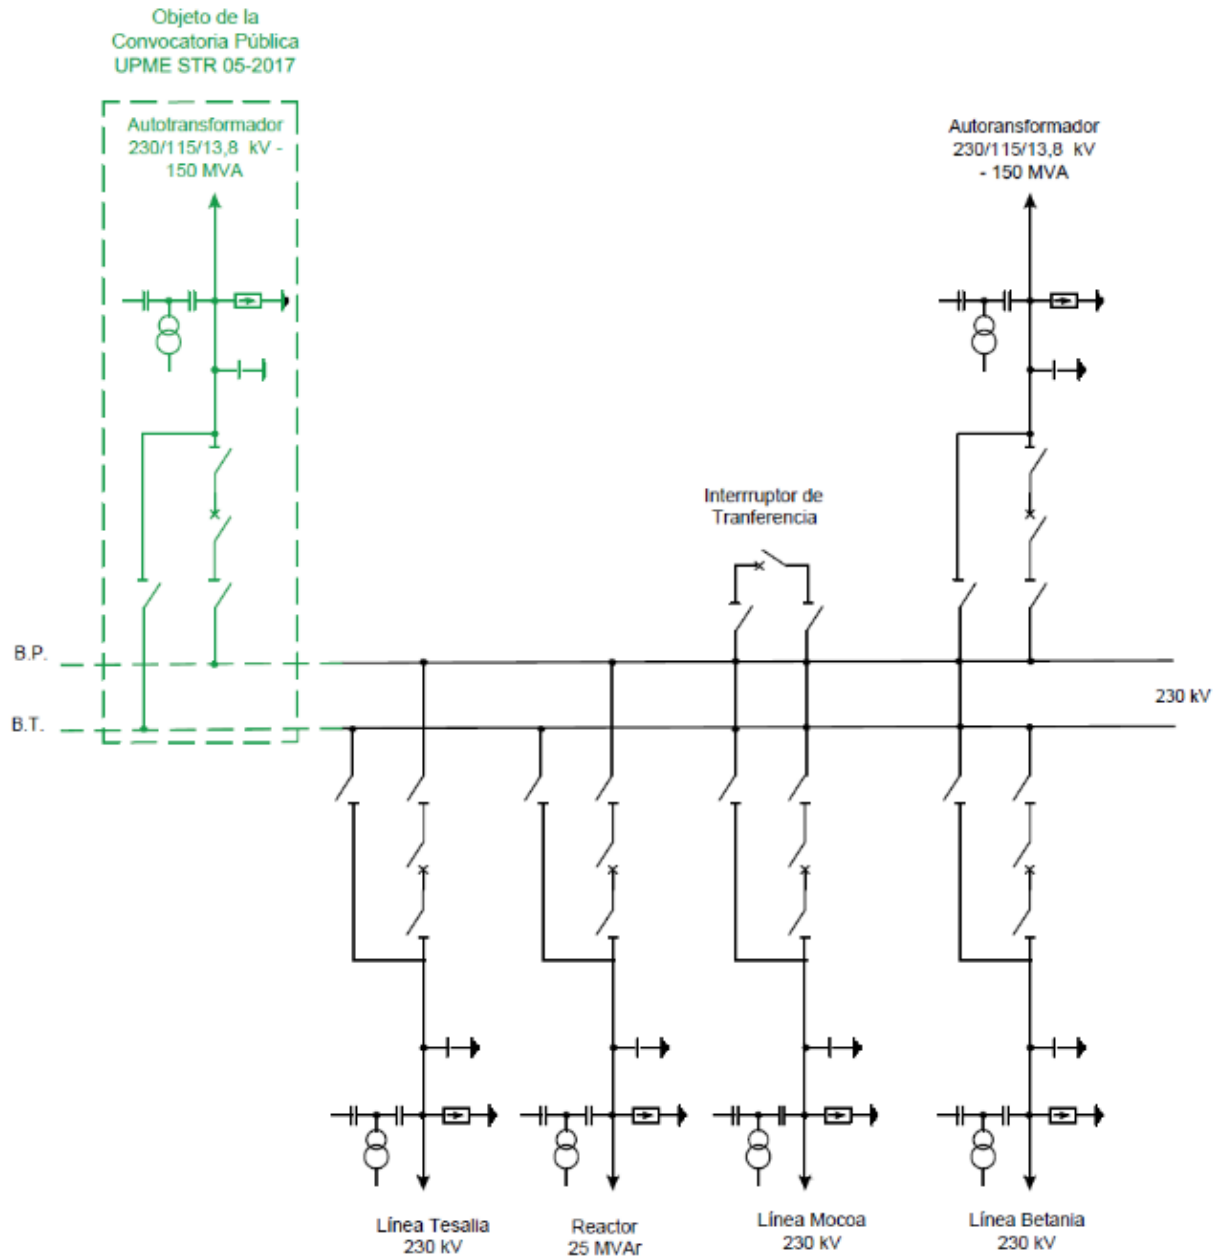 Objeto de la
Convocatoria Pública
UPME STR 05-2017
Autotransformador
230/115/13,8 kV -
150 MVA
Autoransformador
230/115/13,8 kV
- 150 MVA
Interrruptor de
Tranferencia
B.P.
230 kV
B.T.
Línea Tesalia
230 kV
Reactor
25 MVAr
Línea Mocoa
230 kV
Línea Betania
230 kV